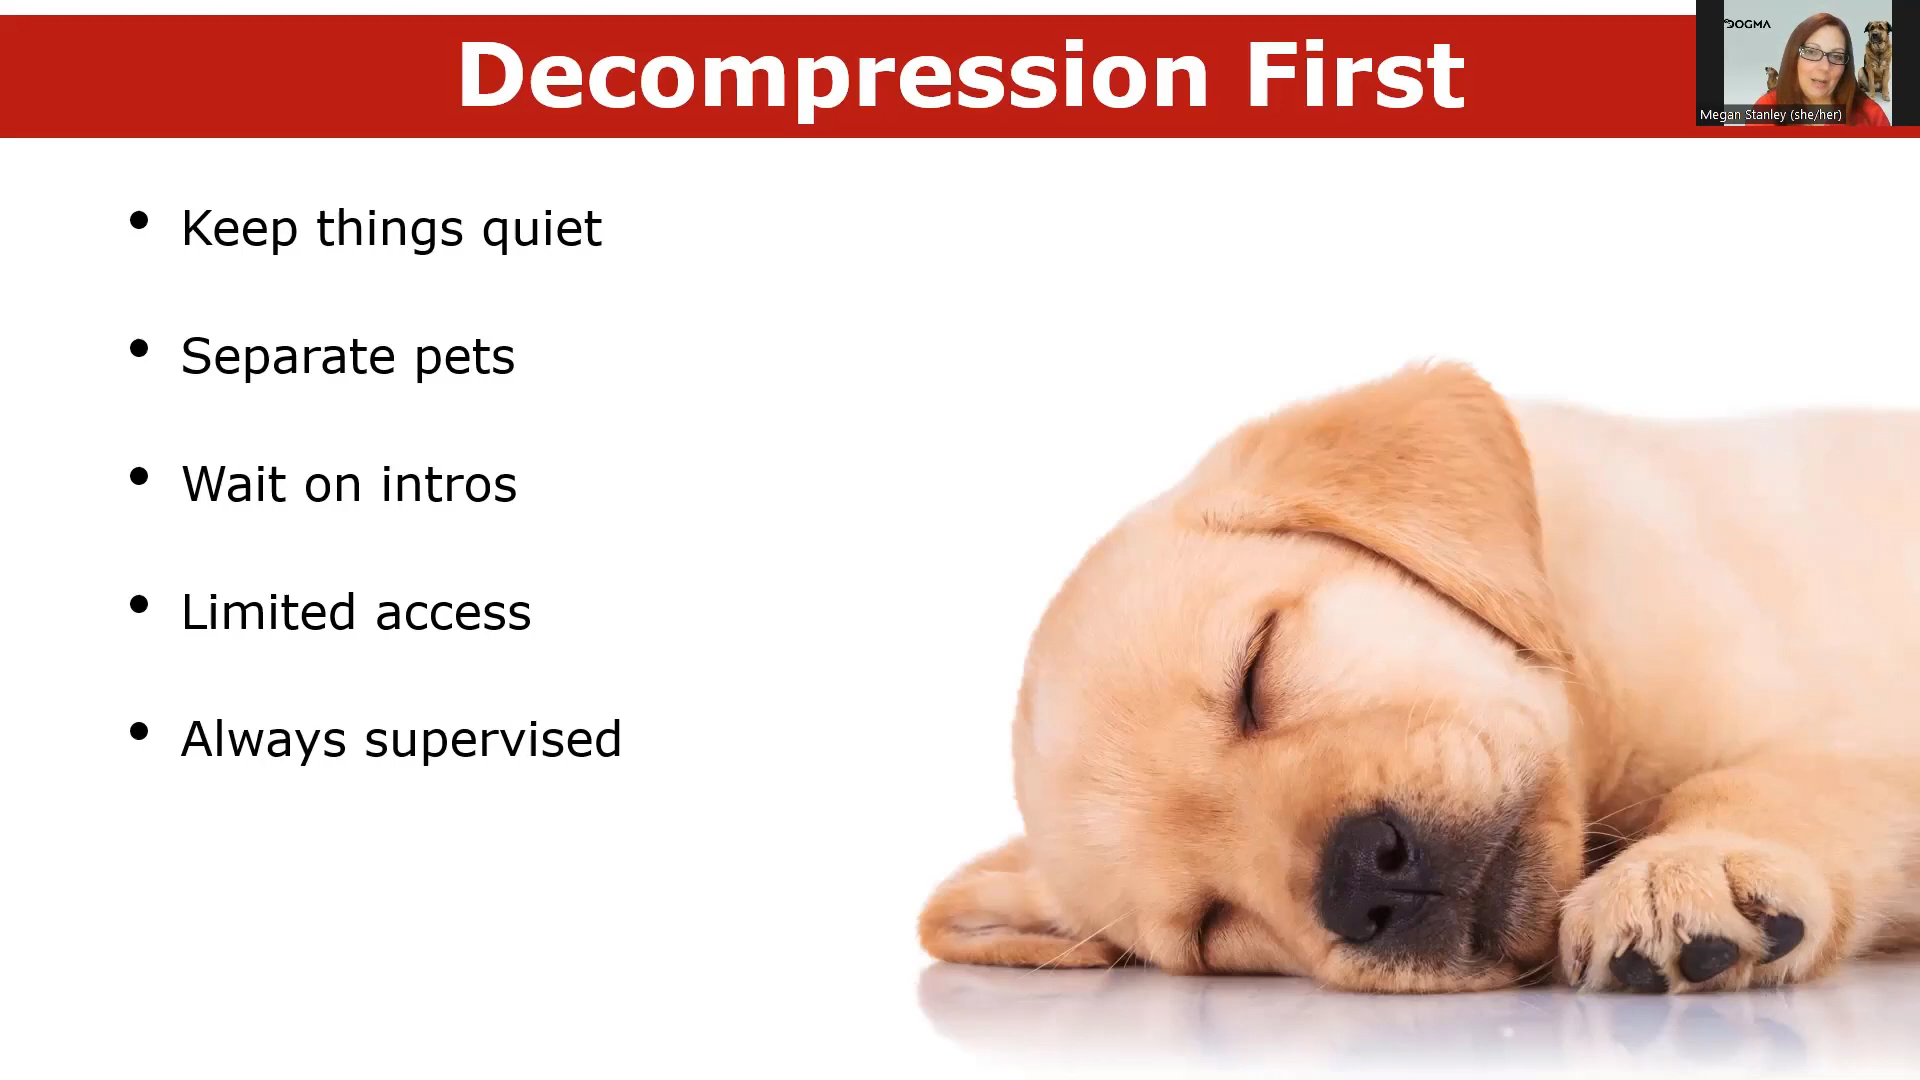 Decompression First
DOGMA
Megan Stanley (she/her)
• Keep things quiet
• Separate pets
• Wait on intros
• Limited access
• Always supervised